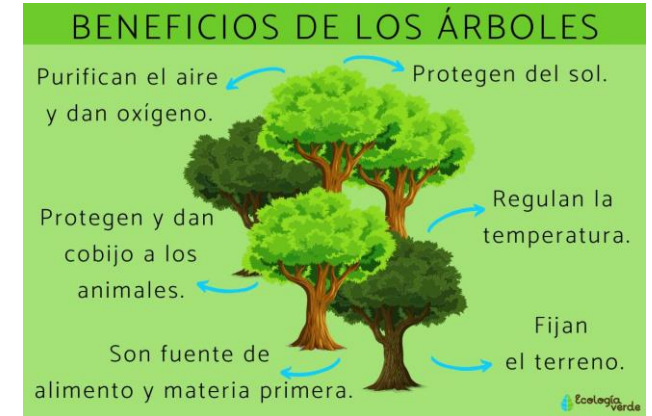 BENEFICIOS DE LOS ÁRBOLES
Purifican el aire
y dan oxígeno.
Protegen del sol.
Protegen y dan
cobijo a los
animales.
Regulan la
temperatura.
Son fuente de
alimento y materia primera.
Fijan
el terreno.
Ecología
verde